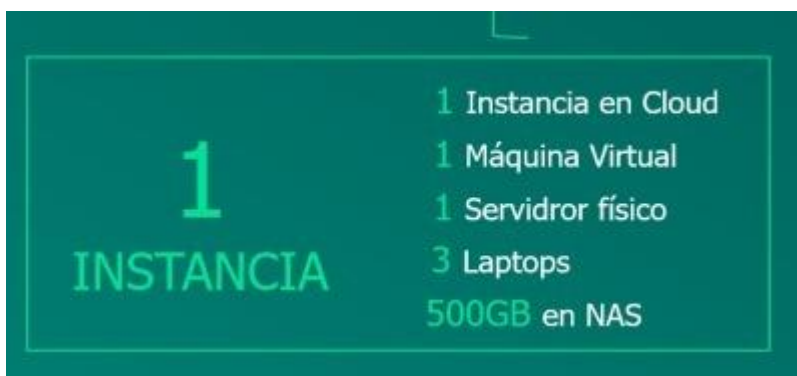 1
INSTANCIA
1 Instancia en Cloud
1 Máquina Virtual
1 Servidror físico
3 Laptops
500GB en NAS